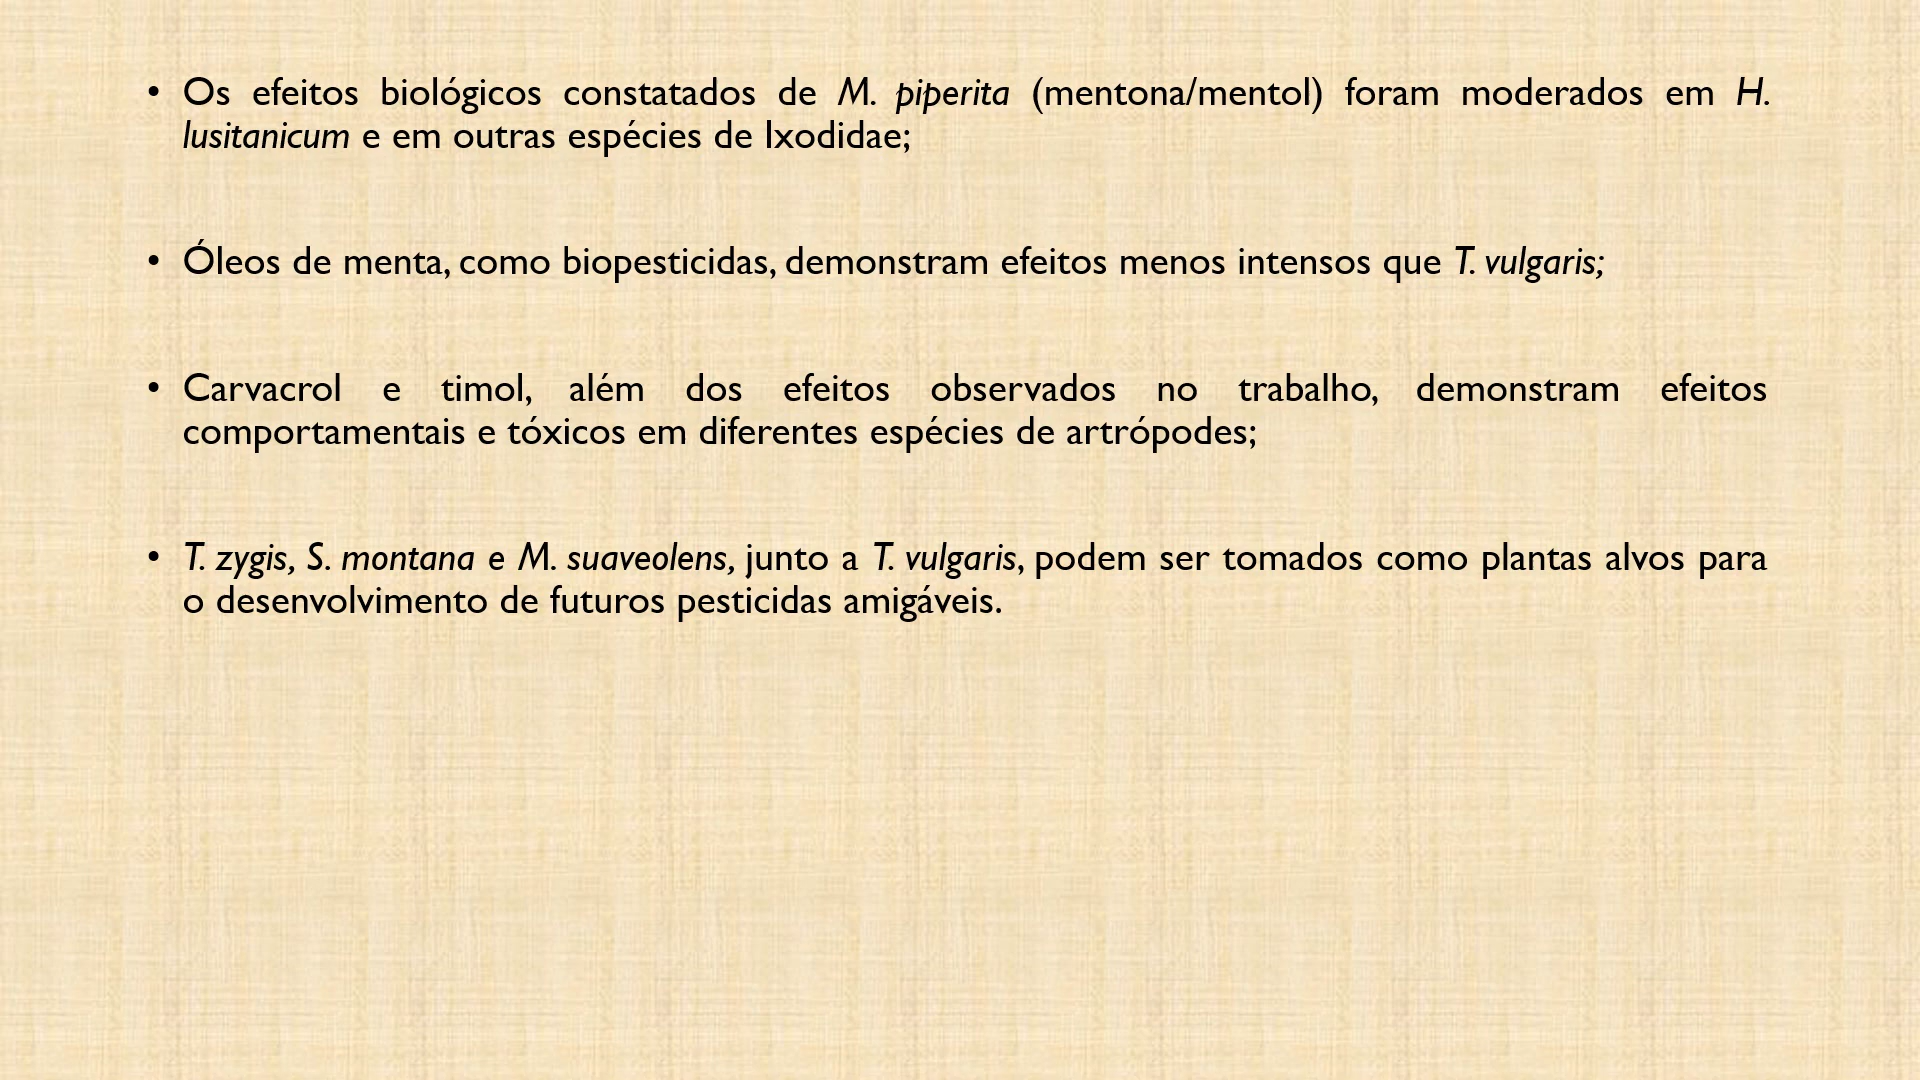 • Os efeitos biológicos constatados de M. piperita (mentona/mentol) foram moderados em H.
lusitanicum e em outras espécies de Ixodidae;
• Óleos de menta, como biopesticidas, demonstram efeitos menos intensos que T. vulgaris;
• Carvacrol e timol, além dos efeitos observados no trabalho, demonstram efeitos
comportamentais e tóxicos em diferentes espécies de artrópodes;
• T. zygis, S. montana e M. suaveolens, junto a T. vulgaris, podem ser tomados como plantas alvos para
o desenvolvimento de futuros pesticidas amigáveis.